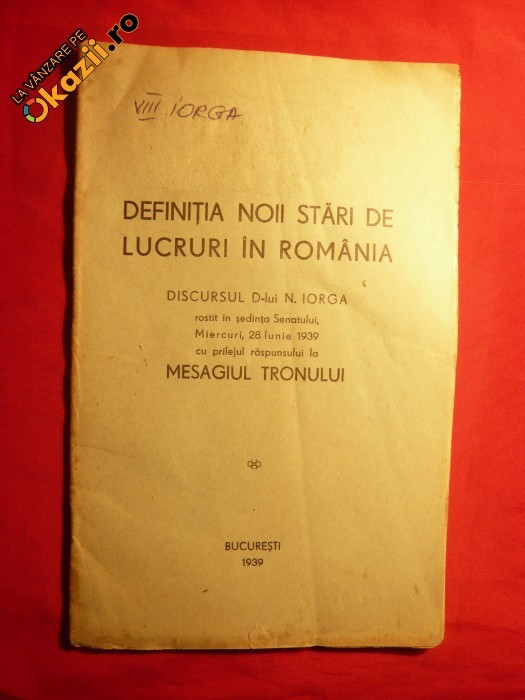 LA VÂNZARE PE
Okazii.ro
VIII IORGA
DEFINIȚIA NOII STĂRI DE
LUCRURI ÎN ROMÂNIA
DISCURSUL D-lui N. IORGA
rostit în ședința Senatului,
Miercuri, 28 Iunie 1939
cu prilejul răspunsului la
MESAGIUL TRONULUI
BUCUREȘTI
1939